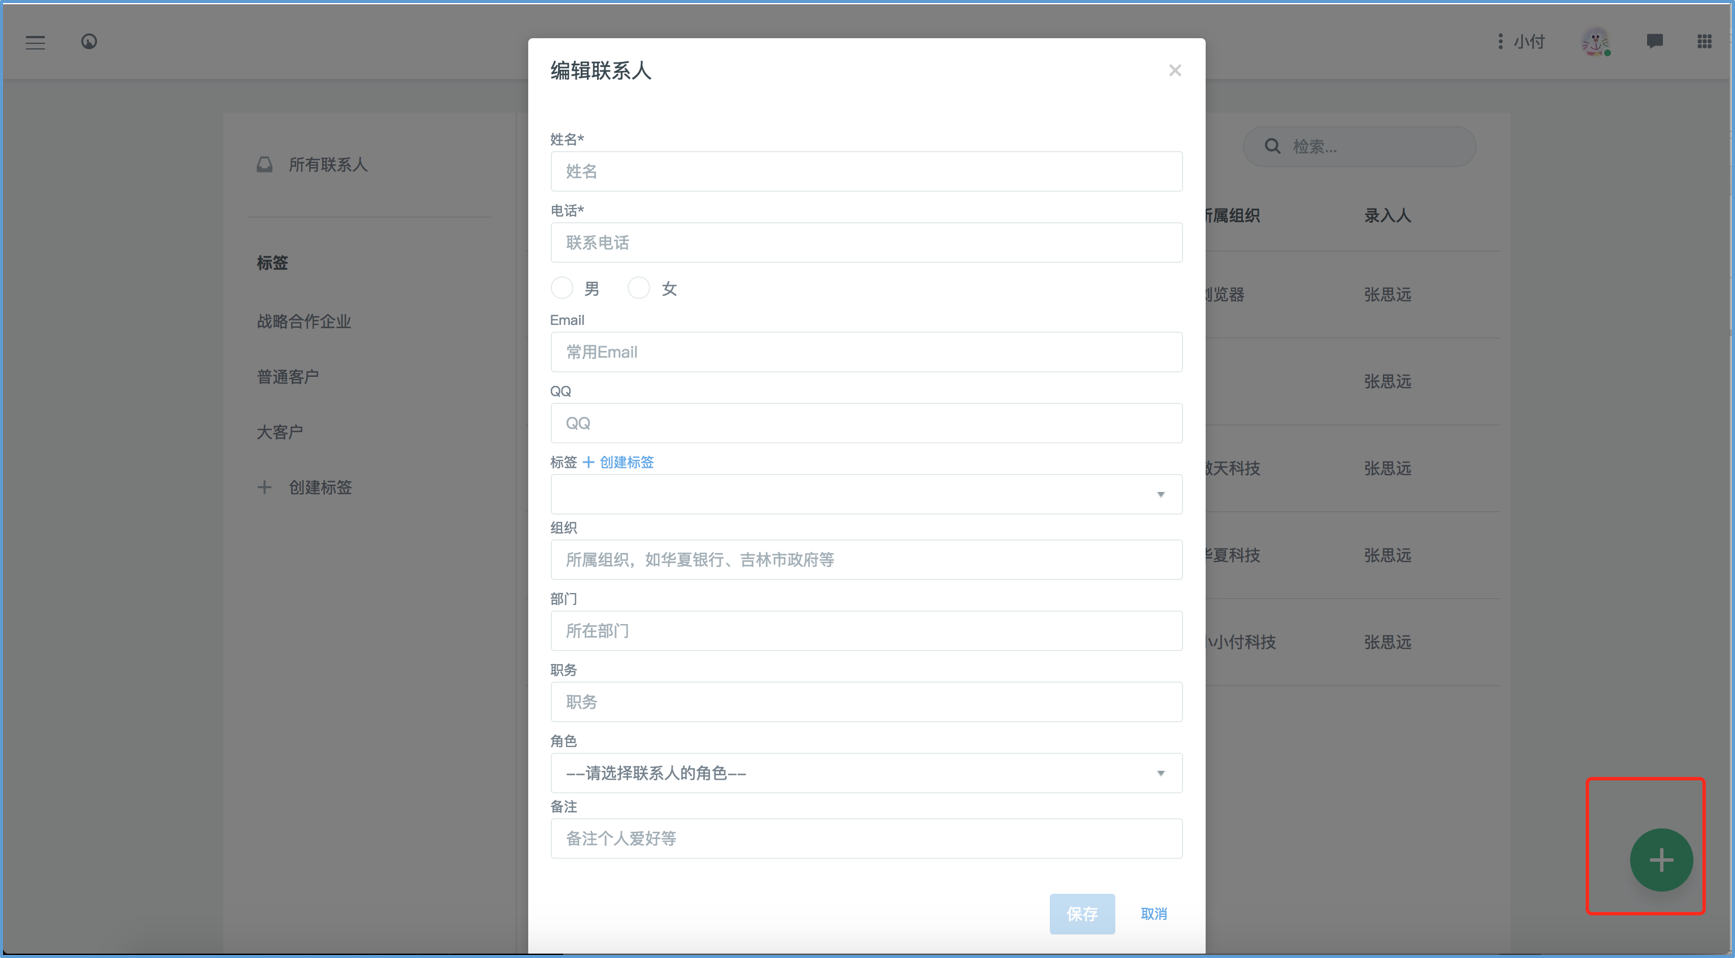 小付
编辑联系人
所有联系人
标签
战略合作企业
普通客户
大客户
创建标签
姓名*
姓名
电话*
联系电话
男 女
Email
常用Email
QQ
QQ
标签 + 创建标签
组织
所属组织，如华夏银行、吉林市政府等
部门
所在部门
职务
职务
角色
--请选择联系人的角色--
备注
备注个人爱好等
保存 取消
检索...
所属组织 录入人
浏览器 张思远
张思远
傲天科技 张思远
华夏科技 张思远
小小付科技 张思远